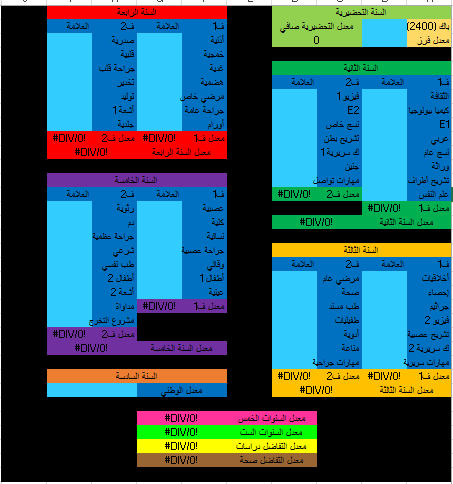 السنة التحضيرية
باك (2400) معدل التحضيرية صافي
معدل فرز 0
السنة الثانية
ف1 العلامة ف2 العلامة
الثقافة فيزيو 1
كيميا بيولوجيا E2
E1 نسج خاص
عربي تشريح بطن
نسج عام ك سريرية 1
وراثة جنين
تشريح أطراف مهارات تواصل
علم النفس معدل ف2 #DIV/0!
معدل ف1 #DIV/0!
معدل السنة الثانية #DIV/0!
السنة الثالثة
ف1 العلامة ف2 العلامة
أخلاقيات مرضي عام
إحصاء صحة
جراثيم طب مسند
فيزيو 2 طفيليات
تشريح عصبية أدوية
ك سريرية 2 مناعة
مهارات سريرية مهارات جراحية
معدل ف1 #DIV/0! معدل ف2 #DIV/0!
معدل السنة الثالثة #DIV/0!
السنة الرابعة
ف1 العلامة ف2 العلامة
أذنية صدرية
خمجية قلبية
غدية جراحة قلب
هضمية تخدير
مرضي خاص توليد
جراحة عامة أشعة 1
أورام جلدية
معدل ف1 #DIV/0! معدل ف2 #DIV/0!
معدل السنة الرابعة #DIV/0!
السنة الخامسة
ف1 العلامة ف2 العلامة
عصبية رثوية
كلية دم
نسائية جراحة عظمية
جراحة عصبية شرعي
وقائي طب نفسي
أطفال 1 أطفال 2
عينية أشعة 2
معدل ف1 #DIV/0! مداواة
مشروع التخرج
معدل ف2 #DIV/0!
معدل السنة الخامسة #DIV/0!
السنة السادسة
معدل الوطني
معدل السنوات الخمس #DIV/0!
معدل السنوات الست #DIV/0!
معدل التفاضل دراسات #DIV/0!
معدل التفاضل صحة #DIV/0!